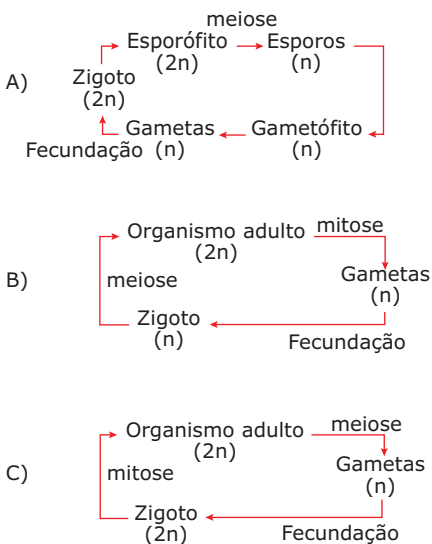 meiose
Esporófito Esporos
(2n) (n)
A) Zigoto
(2n)
Gametas Gametófito
Fecundação (n) (n)
Organismo adulto mitose
(2n)
B) meiose Gametas
(n)
Zigoto
(n) Fecundação
Organismo adulto meiose
(2n)
Gametas
C) mitose (n)
Zigoto
(2n) Fecundação